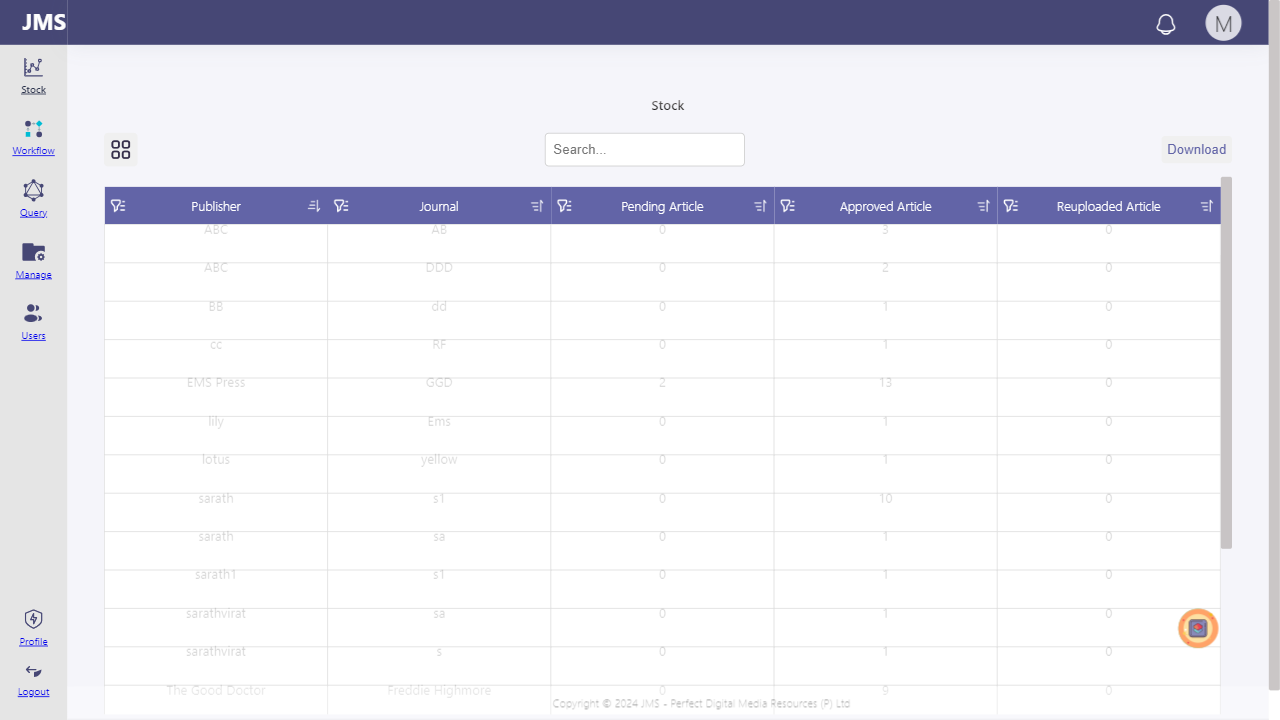 JMS
M
Stock
Workflow
Query
Manage
Users
Profile
Logout
Stock
Search...
Download
Publisher Journal Pending Article Approved Article Reuploaded Article
ABC AB 0 3 0
ABC DDD 0 2 0
BB dd 0 1 0
cc RF 0 1 0
EMS Press GGD 2 13 0
lily Ems 0 1 0
lotus yellow 0 1 0
sarath s1 0 10 0
sarath sa 0 1 0
sarath1 s1 0 1 0
sarathvirat sa 0 1 0
sarathvirat s 0 1 0
The Good Doctor Freddie Highmore 0 9 0
Copyright © 2024 JMS - Perfect Digital Media Resources (P) Ltd